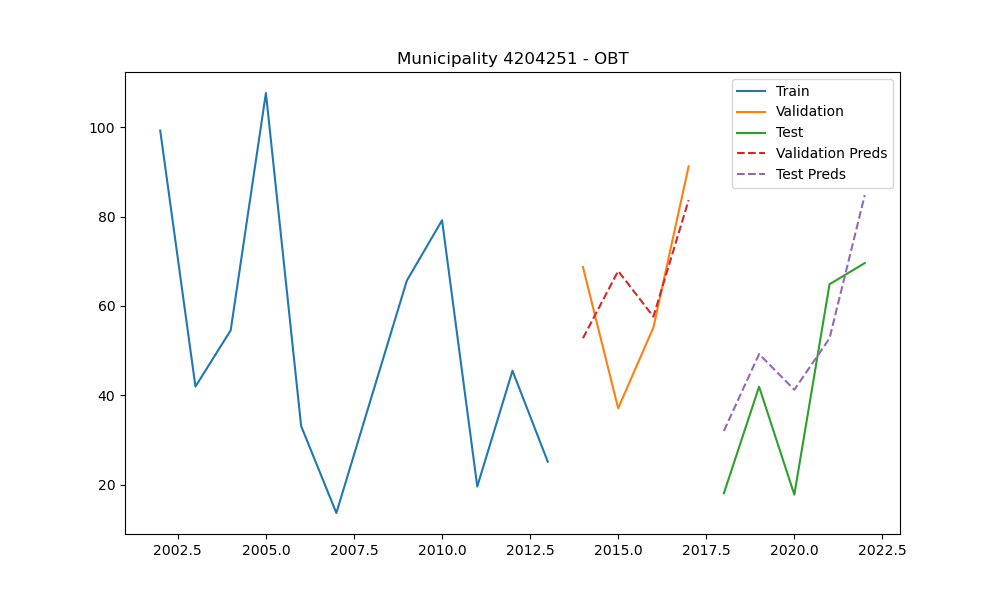 Municipality 4204251 - OBT
Train
Validation
Test
Validation Preds
Test Preds
100
80
60
40
20
2002.5 2005.0 2007.5 2010.0 2012.5 2015.0 2017.5 2020.0 2022.5